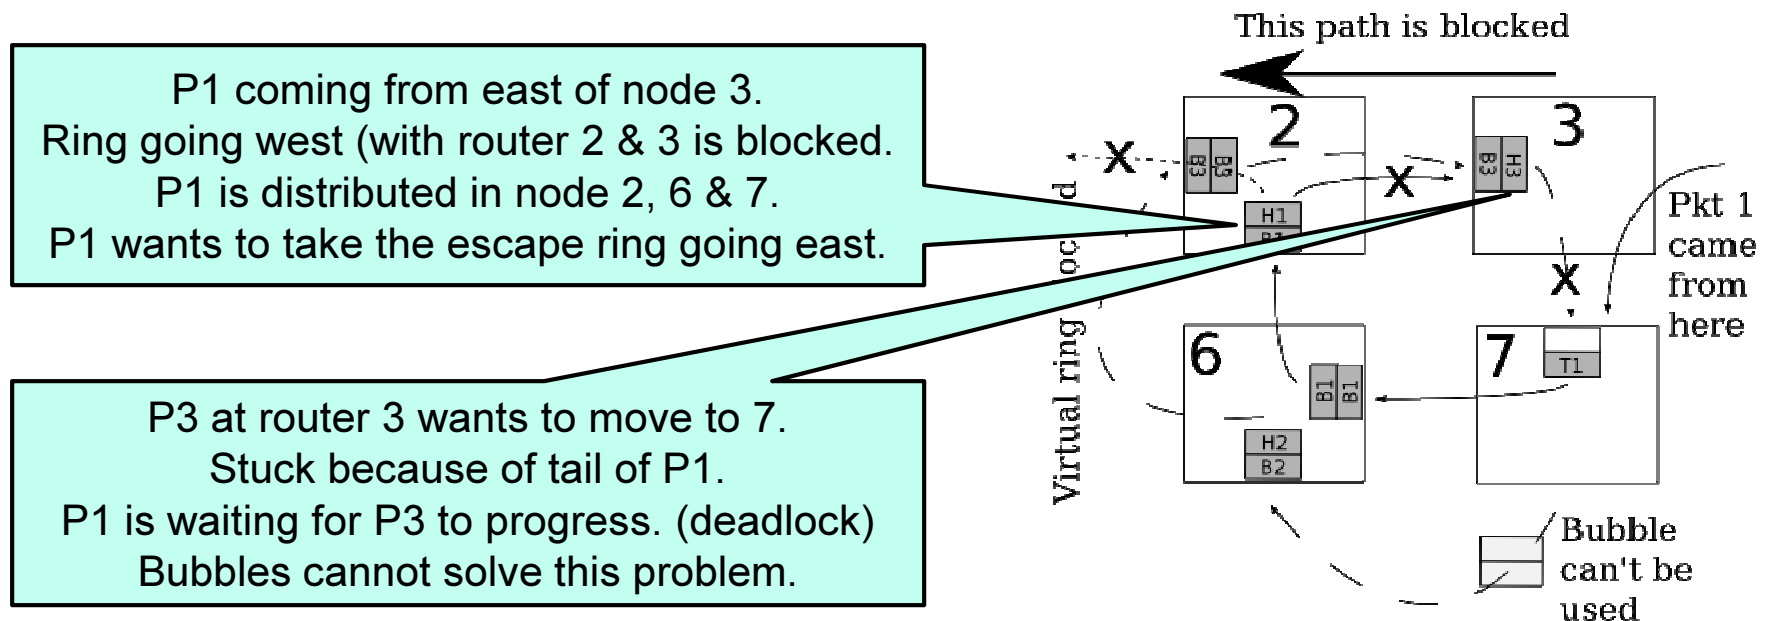 This path is blocked
P1 coming from east of node 3.
Ring going west (with router 2 & 3 is blocked.
P1 is distributed in node 2, 6 & 7.
P1 wants to take the escape ring going east.
P3 at router 3 wants to move to 7.
Stuck because of tail of P1.
P1 is waiting for P3 to progress. (deadlock)
Bubbles cannot solve this problem.
2
3
X
B3
B3
X
B3
H3
H1
Pkt 1
came
from
here
X
Virtual ring
6
7
T1
B1
B1
H2
B2
Bubble
can't be
used